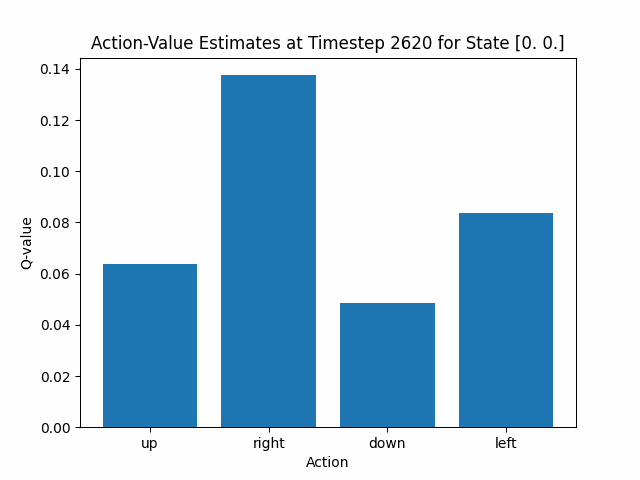 Action-Value Estimates at Timestep 2620 for State [0. 0.]
0.14
0.12
0.10
0.08
0.06
0.04
0.02
0.00
Q-value
up right down left
Action